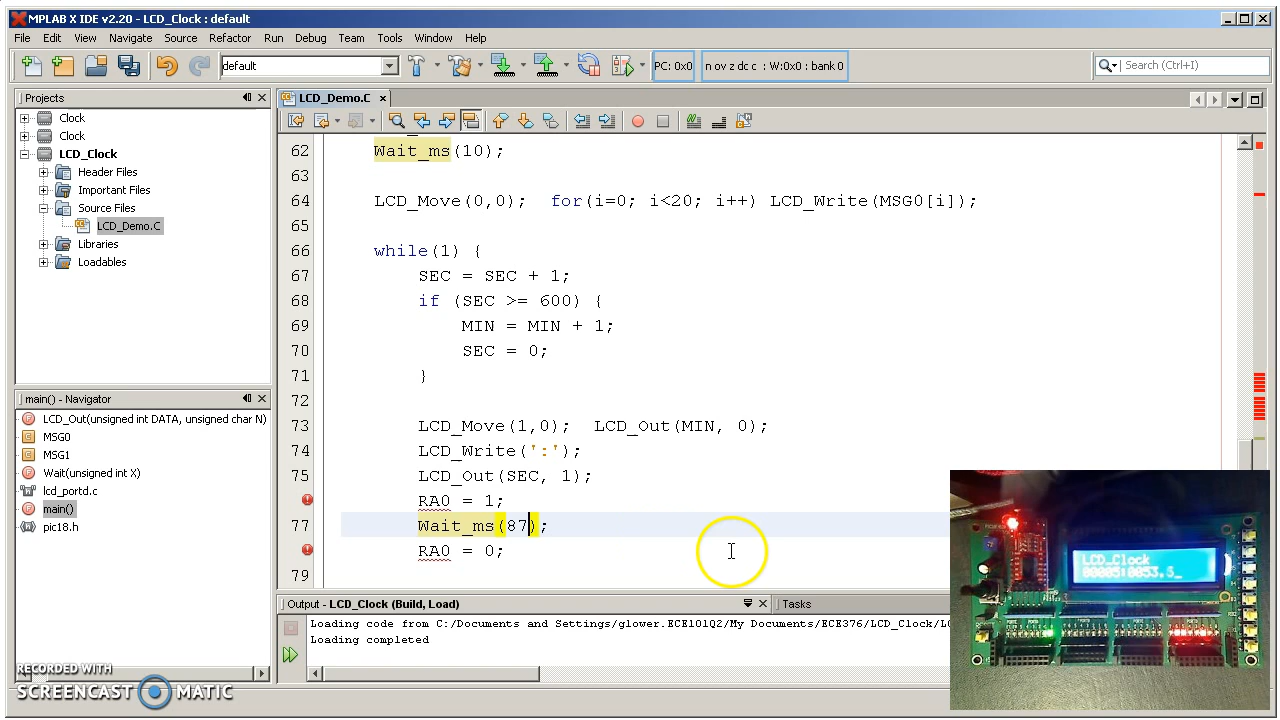 MPLAB X IDE v2.20 - LCD_Clock : default
File Edit View Navigate Source Refactor Run Debug Team Tools Window Help
default
PC: 0x0
n ov z dc c : W:0x0 : bank 0
Search (Ctrl+I)
Projects
Clock
Clock
LCD_Clock
Header Files
Important Files
Source Files
LCD_Demo.C
Libraries
Loadables
main() - Navigator
LCD_Out(unsigned int DATA, unsigned char N)
MSG0
MSG1
Wait(unsigned int X)
lcd_portd.c
main()
pic18.h
LCD_Demo.C
62 Wait_ms(10);
63
64 LCD_Move(0,0); for(i=0; i<20; i++) LCD_Write(MSG0[i]);
65
66 while(1) {
67 SEC = SEC + 1;
68 if (SEC >= 600) {
69 MIN = MIN + 1;
70 SEC = 0;
71 }
72
73 LCD_Move(1,0); LCD_Out(MIN, 0);
74 LCD_Write(':');
75 LCD_Out(SEC, 1);
RA0 = 1;
77 Wait_ms(87);
RA0 = 0;
79
Output - LCD_Clock (Build, Load)
Tasks
Loading code from C:/Documents and Settings/glower.ECE101Q2/My Documents/ECE376/LCD_Clock/LC
Loading completed
LCD_Clock
00005:0053.
RECORDED WITH
SCREENCAST MATIC